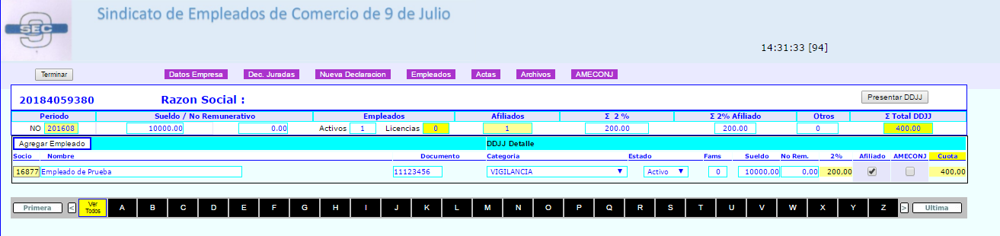 Sindicato de Empleados de Comercio de 9 de Julio
SEC
14:31:33 [94]
Terminar Datos Empresa Dec. Juradas Nueva Declaracion Empleados Actas Archivos AMECONJ
20184059380 Razon Social : Presentar DDJJ
Periodo Sueldo / No Remunerativo Empleados Afiliados Σ 2 % Σ 2% Afiliado Otros Σ Total DDJJ
NO 201608 10000.00 0.00 Activos 1 Licencias 0 1 200.00 200.00 0 400.00
Agregar Empleado DDJJ Detalle
Socio Nombre Documento Categoria Estado Fams Sueldo No Rem. 2% Afiliado AMECONJ Cuota
16877 Empleado de Prueba 11123456 VIGILANCIA Activo 0 10000,00 0,00 200,00 400,00
Primera < Ver Todos A B C D E F G H I J K L M N O P Q R S T U V W X Y Z > Ultima